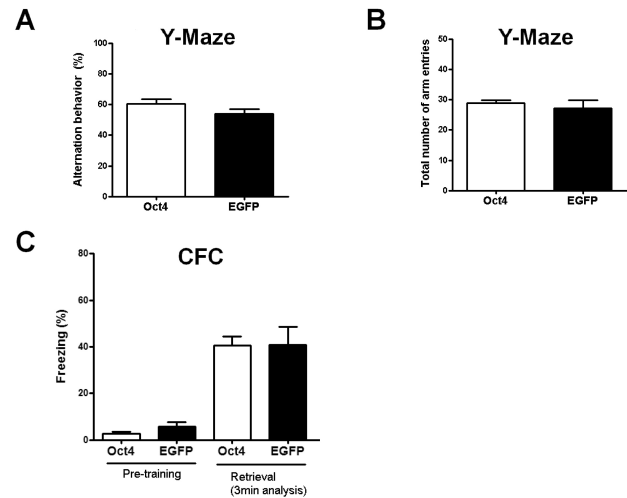 A
Y-Maze
Alternation behavior (%)
100
80
60
40
20
0
Oct4 EGFP
B
Y-Maze
Total number of arm entries
50
40
30
20
10
0
Oct4 EGFP
C
CFC
Freezing (%)
80
60
40
20
0
Oct4 EGFP Oct4 EGFP
Pre-training
Retrieval
(3min analysis)